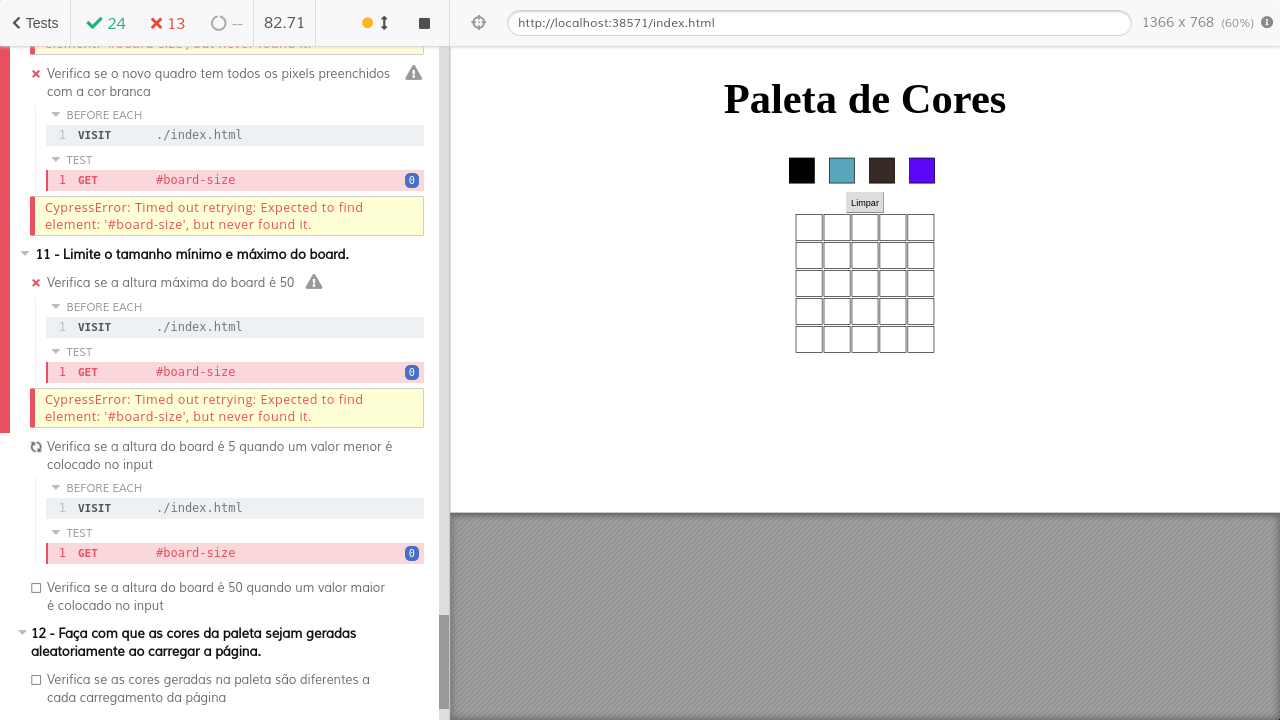 Tests
24
13
--
82.71
http://localhost:38571/index.html
1366 x 768 (60%)
element: '#board-size', but never found it.
Verifica se o novo quadro tem todos os pixels preenchidos
com a cor branca
BEFORE EACH
1 VISIT ./index.html
TEST
1 GET #board-size 0
CypressError: Timed out retrying: Expected to find
element: '#board-size', but never found it.
11 - Limite o tamanho mínimo e máximo do board.
Verifica se a altura máxima do board é 50
BEFORE EACH
1 VISIT ./index.html
TEST
1 GET #board-size 0
CypressError: Timed out retrying: Expected to find
element: '#board-size', but never found it.
Verifica se a altura do board é 5 quando um valor menor é
colocado no input
BEFORE EACH
1 VISIT ./index.html
TEST
1 GET #board-size 0
Verifica se a altura do board é 50 quando um valor maior
é colocado no input
12 - Faça com que as cores da paleta sejam geradas
aleatoriamente ao carregar a página.
Verifica se as cores geradas na paleta são diferentes a
cada carregamento da página
Paleta de Cores
Limpar